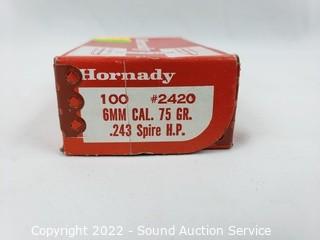 Hornady
100 #2420
6MM CAL. 75 GR.
.243 Spire H.P.
Copyright 2022 - Sound Auction Service